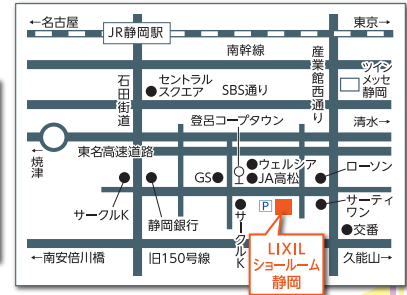 ←名古屋
東京→
JR静岡駅
南幹線
石田街道
セントラル
スクエア
SBS通り
産業館西通り
ツイン
メッセ
静岡
登呂コープタウン
清水→
←焼津
東名高速道路
GS
ウェルシア
JA高松
ローソン
サークルK
静岡銀行
サークルK
P
サーティ
ワン
交番
LIXIL
ショールーム
静岡
←南安倍川橋
旧150号線
久能山→